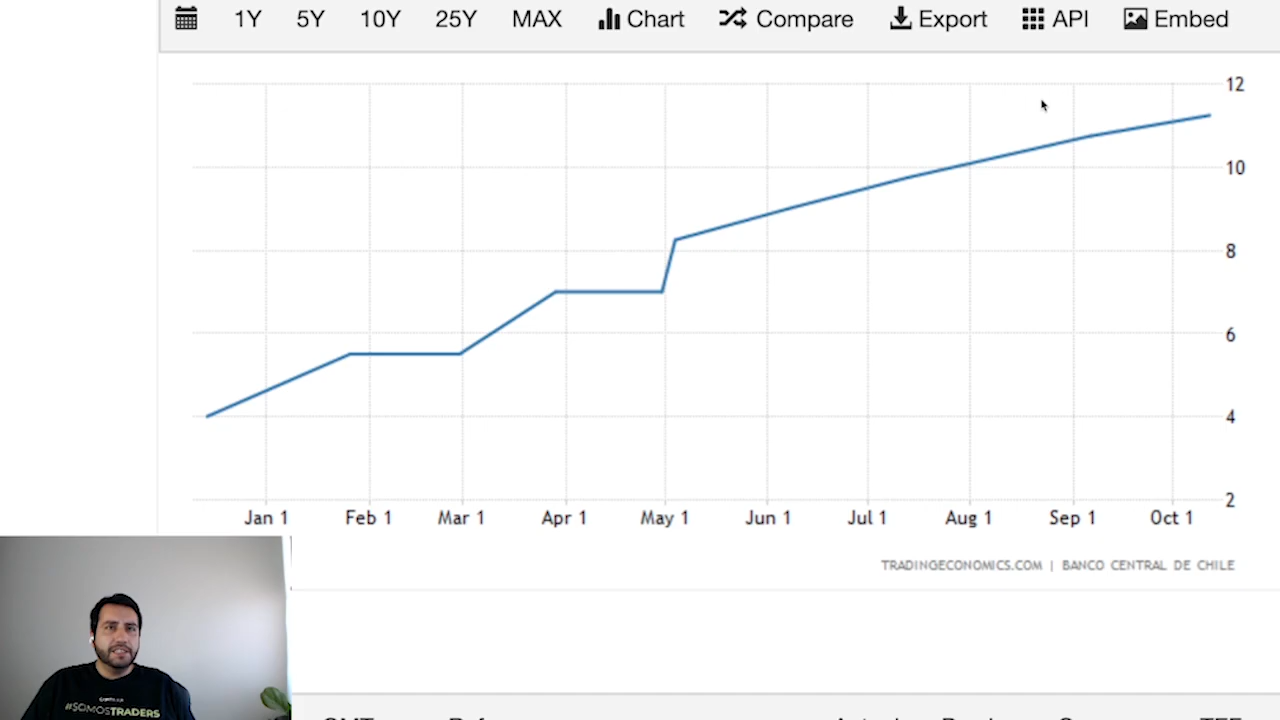 1Y 5Y 10Y 25Y MAX Chart Compare Export API Embed
12
10
8
6
4
2
Jan 1 Feb 1 Mar 1 Apr 1 May 1 Jun 1 Jul 1 Aug 1 Sep 1 Oct 1
TRADINGECONOMICS.COM | BANCO CENTRAL DE CHILE
#SOMOSTRADERS